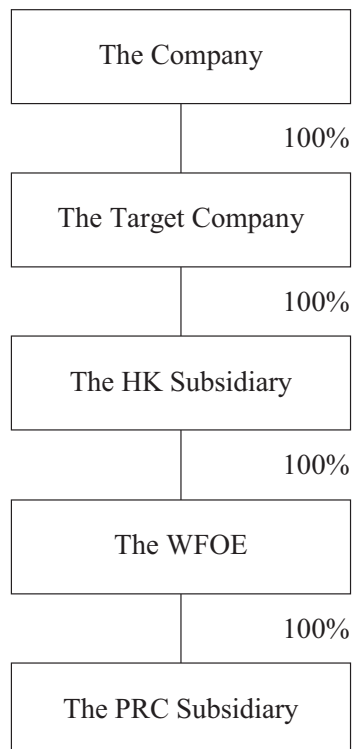 The Company
100%
The Target Company
100%
The HK Subsidiary
100%
The WFOE
100%
The PRC Subsidiary